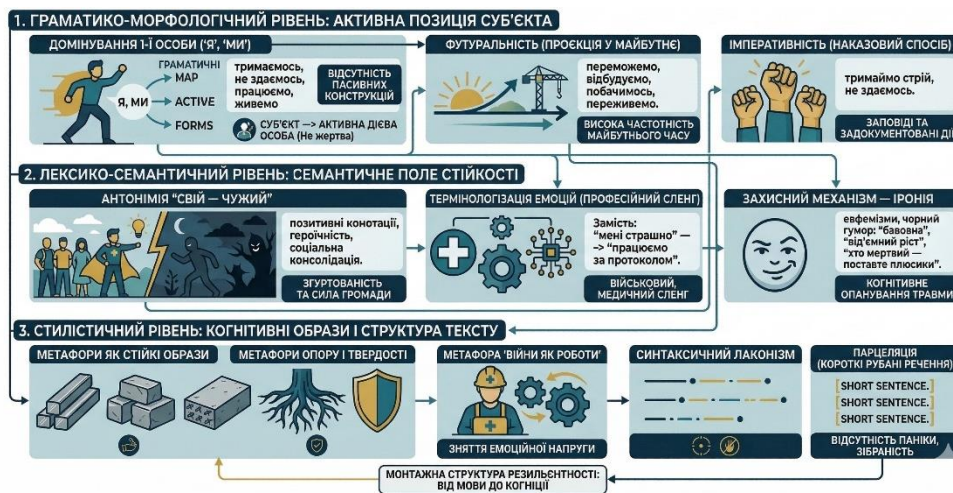 1. ГРАМАТИКО-МОРФОЛОГІЧНИЙ РІВЕНЬ: АКТИВНА ПОЗИЦІЯ СУБ'ЄКТА
ДОМІНУВАННЯ 1-Ї ОСОБИ ('Я', 'МИ')
Я, МИ
ГРАМАТИЧНІ
MAP
ACTIVE
FORMS
тримаємось,
не здаємось,
працюємо,
живемо
ВІДСУТНІСТЬ
ПАСИВНИХ
КОНСТРУКЦІЙ
СУБ'ЄКТ —> АКТИВНА ДІЄВА
ОСОБА (Не жертва)
ФУТУРАЛЬНІСТЬ (ПРОЄКЦІЯ У МАЙБУТНЄ)
переможемо,
відбудуємо,
побачимось,
переживемо.
ВИСОКА ЧАСТОТНІСТЬ
МАЙБУТНЬОГО ЧАСУ
ІМПЕРАТИВНІСТЬ (НАКАЗОВИЙ СПОСІБ)
тримаймо стрій,
не здаємось.
ЗАПОВІДІ ТА
ЗАДОКУМЕНТОВАНІ ДІЇ
2. ЛЕКСИКО-СЕМАНТИЧНИЙ РІВЕНЬ: СЕМАНТИЧНЕ ПОЛЕ СТІЙКОСТІ
АНТОНІМІЯ "СВІЙ — ЧУЖИЙ"
позитивні конотації,
героїчність,
соціальна
консолідація.
ЗГУРТОВАНІСТЬ
ТА СИЛА ГРОМАДИ
ТЕРМІНОЛОГІЗАЦІЯ ЕМОЦІЙ (ПРОФЕСІЙНИЙ СЛЕНГ)
Замість:
"мені страшно" —
-> "працюємо
за протоколом".
ВІЙСЬКОВИЙ,
МЕДИЧНИЙ СЛЕНГ
ЗАХИСНИЙ МЕХАНІЗМ — ІРОНІЯ
евфемізми, чорний
гумор: "бавовна",
"від'ємний ріст",
"хто мертвий —
поставте плюсики".
КОГНІТИВНЕ
ОПАНУВАННЯ ТРАВМИ
3. СТИЛІСТИЧНИЙ РІВЕНЬ: КОГНІТИВНІ ОБРАЗИ І СТРУКТУРА ТЕКСТУ
МЕТАФОРИ ЯК СТІЙКІ ОБРАЗИ
МЕТАФОРИ ОПОРУ І ТВЕРДОСТІ
МЕТАФОРА 'ВІЙНИ ЯК РОБОТИ'
ЗНЯТТЯ ЕМОЦІЙНОЇ НАПРУГИ
СИНТАКСИЧНИЙ ЛАКОНІЗМ
ПАРЦЕЛЯЦІЯ
(КОРОТКІ РУБАНІ РЕЧЕННЯ)
[SHORT SENTENCE.]
[SHORT SENTENCE.]
[SHORT SENTENCE.]
ВІДСУТНІСТЬ ПАНІКИ,
ЗІБРАНІСТЬ
МОНТАЖНА СТРУКТУРА РЕЗИЛЬЄНТНОСТІ:
ВІД МОВИ ДО КОГНІЦІЇ